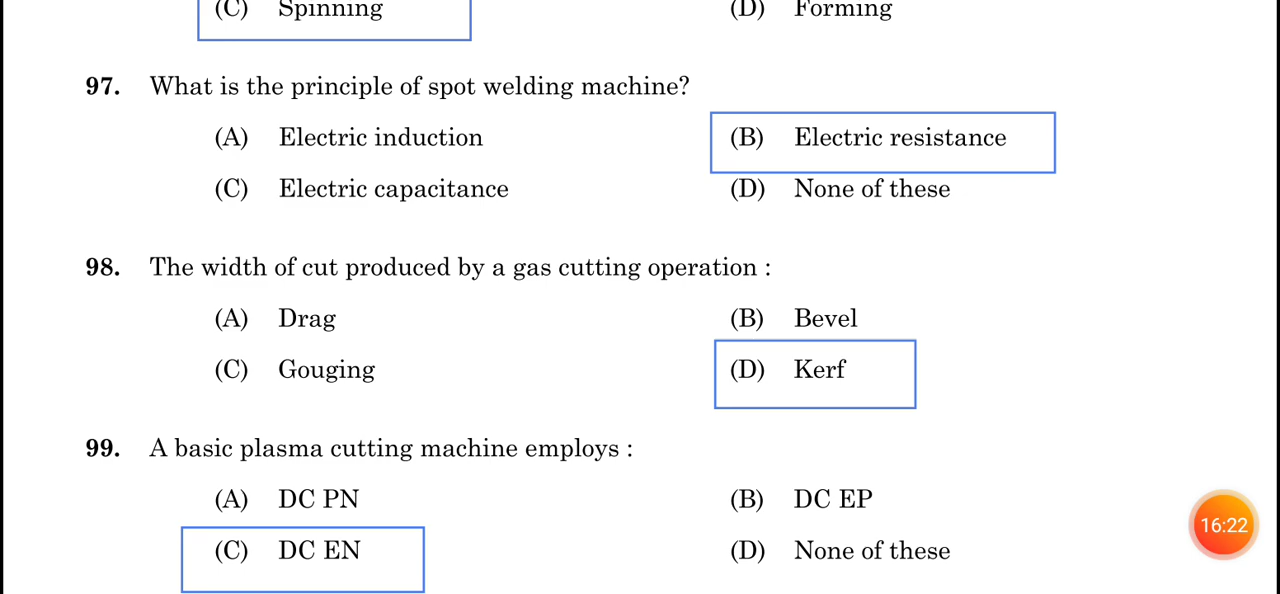 (C) Spinning (D) Forming
97. What is the principle of spot welding machine?
(A) Electric induction (B) Electric resistance
(C) Electric capacitance (D) None of these
98. The width of cut produced by a gas cutting operation :
(A) Drag (B) Bevel
(C) Gouging (D) Kerf
99. A basic plasma cutting machine employs :
(A) DC PN (B) DC EP
(C) DC EN (D) None of these
16:22